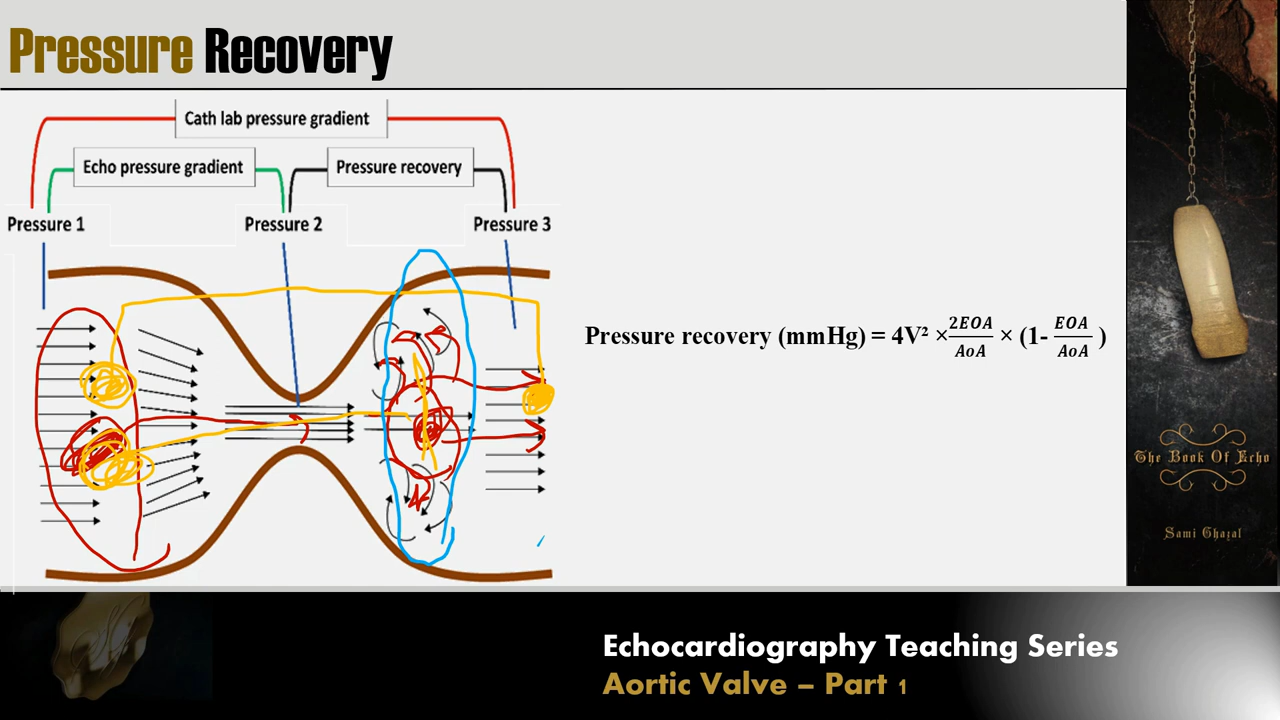 Pressure Recovery
Cath lab pressure gradient
Echo pressure gradient
Pressure recovery
Pressure 1
Pressure 2
Pressure 3
Pressure recovery (mmHg) = 4V² × 2EOA/AoA × (1- EOA/AoA )
The Book Of Echo
Sami Ghazal
Echocardiography Teaching Series
Aortic Valve – Part 1